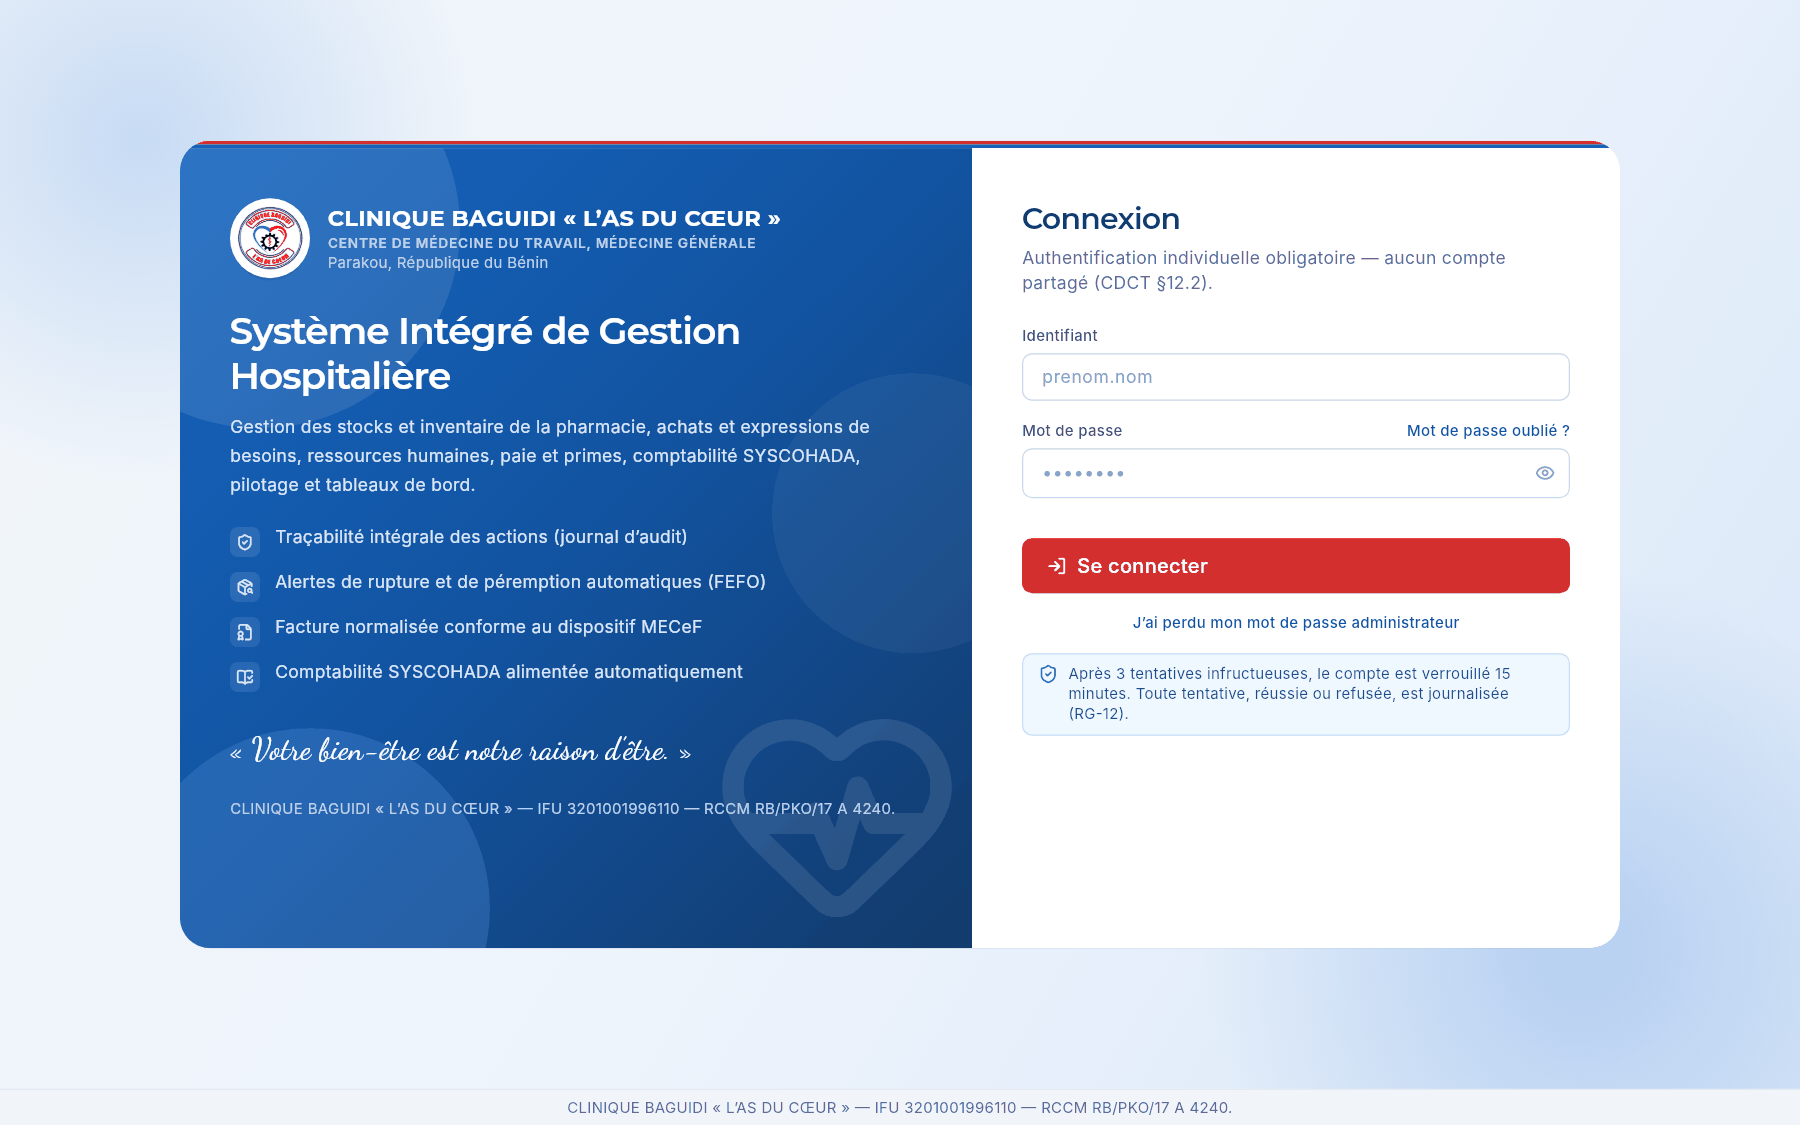 CLINIQUE BAGUIDI « L’AS DU CŒUR »
CENTRE DE MÉDECINE DU TRAVAIL, MÉDECINE GÉNÉRALE
Parakou, République du Bénin
Système Intégré de Gestion
Hospitalière
Gestion des stocks et inventaire de la pharmacie, achats et expressions de
besoins, ressources humaines, paie et primes, comptabilité SYSCOHADA,
pilotage et tableaux de bord.
Traçabilité intégrale des actions (journal d’audit)
Alertes de rupture et de péremption automatiques (FEFO)
Facture normalisée conforme au dispositif MECeF
Comptabilité SYSCOHADA alimentée automatiquement
« Votre bien-être est notre raison d’être. »
CLINIQUE BAGUIDI « L’AS DU CŒUR » — IFU 3201001996110 — RCCM RB/PKO/17 A 4240.
Connexion
Authentification individuelle obligatoire — aucun compte
partagé (CDCT §12.2).
Identifiant
prenom.nom
Mot de passe
Mot de passe oublié ?
••••••••
Se connecter
J’ai perdu mon mot de passe administrateur
Après 3 tentatives infructueuses, le compte est verrouillé 15
minutes. Toute tentative, réussie ou refusée, est journalisée
(RG-12).
CLINIQUE BAGUIDI « L’AS DU CŒUR » — IFU 3201001996110 — RCCM RB/PKO/17 A 4240.